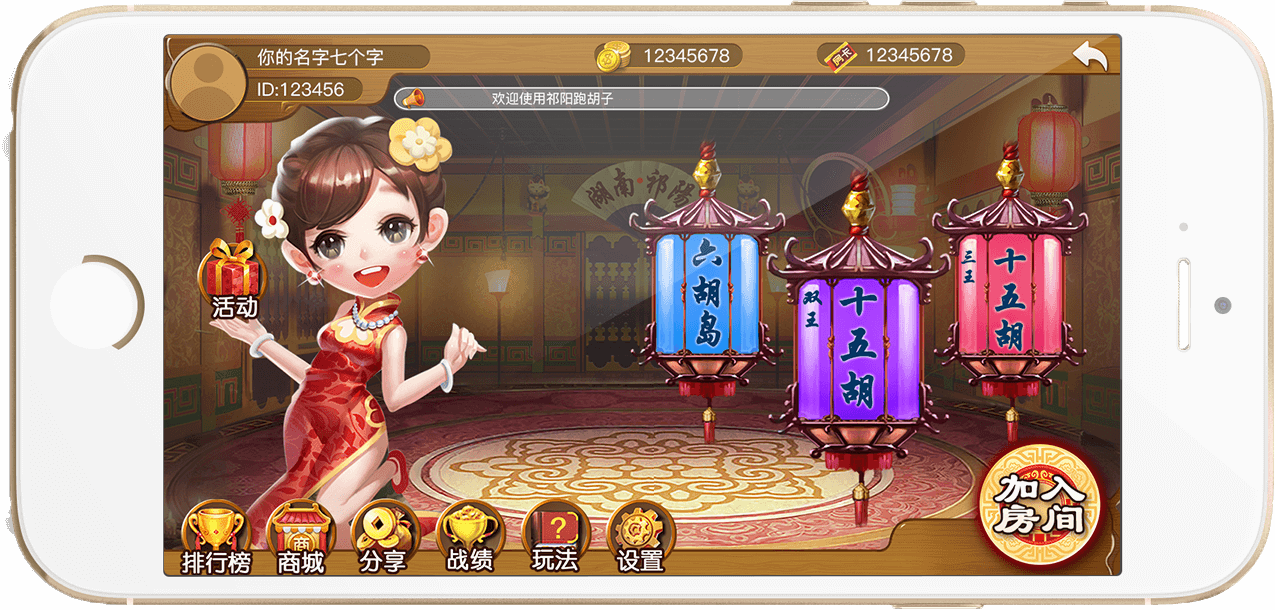 你的名字七个字
12345678
房卡
12345678
ID:123456
欢迎使用祁阳跑胡子
湖南·祁陽
六胡岛
双王
十五胡
三王
十五胡
活动
加入
房间
排行榜
商
商城
分享
战绩
?
玩法
设置